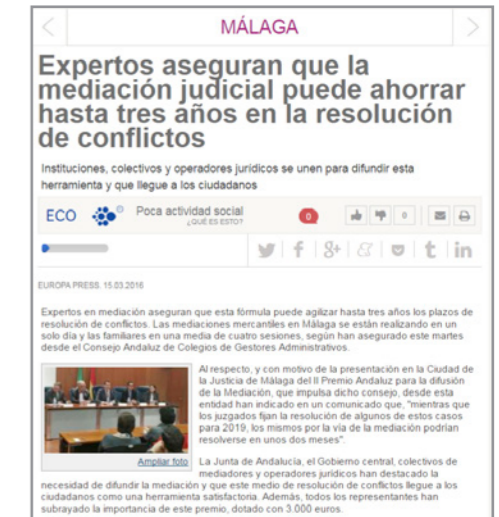 MÁLAGA
Expertos aseguran que la
mediación judicial puede ahorrar
hasta tres años en la resolución
de conflictos
Instituciones, colectivos y operadores jurídicos se unen para difundir esta
herramienta y que llegue a los ciudadanos
ECO Poca actividad social 0 0
¿QUÉ ES ESTO?
EUROPA PRESS. 15.03.2016
Expertos en mediación aseguran que esta fórmula puede agilizar hasta tres años los plazos de
resolución de conflictos. Las mediaciones mercantiles en Málaga se están realizando en un
solo día y las familiares en una media de cuatro sesiones, según han asegurado este martes
desde el Consejo Andaluz de Colegios de Gestores Administrativos.
Al respecto, y con motivo de la presentación en la Ciudad de
la Justicia de Málaga del II Premio Andaluz para la difusión
de la Mediación, que impulsa dicho consejo, desde esta
entidad han indicado en un comunicado que, "mientras que
los juzgados fijan la resolución de algunos de estos casos
para 2019, los mismos por la vía de la mediación podrían
resolverse en unos dos meses".
Ampliar foto
La Junta de Andalucía, el Gobierno central, colectivos de
mediadores y operadores jurídicos han destacado la
necesidad de difundir la mediación y que este medio de resolución de conflictos llegue a los
ciudadanos como una herramienta satisfactoria. Además, todos los representantes han
subrayado la importancia de este premio, dotado con 3.000 euros.